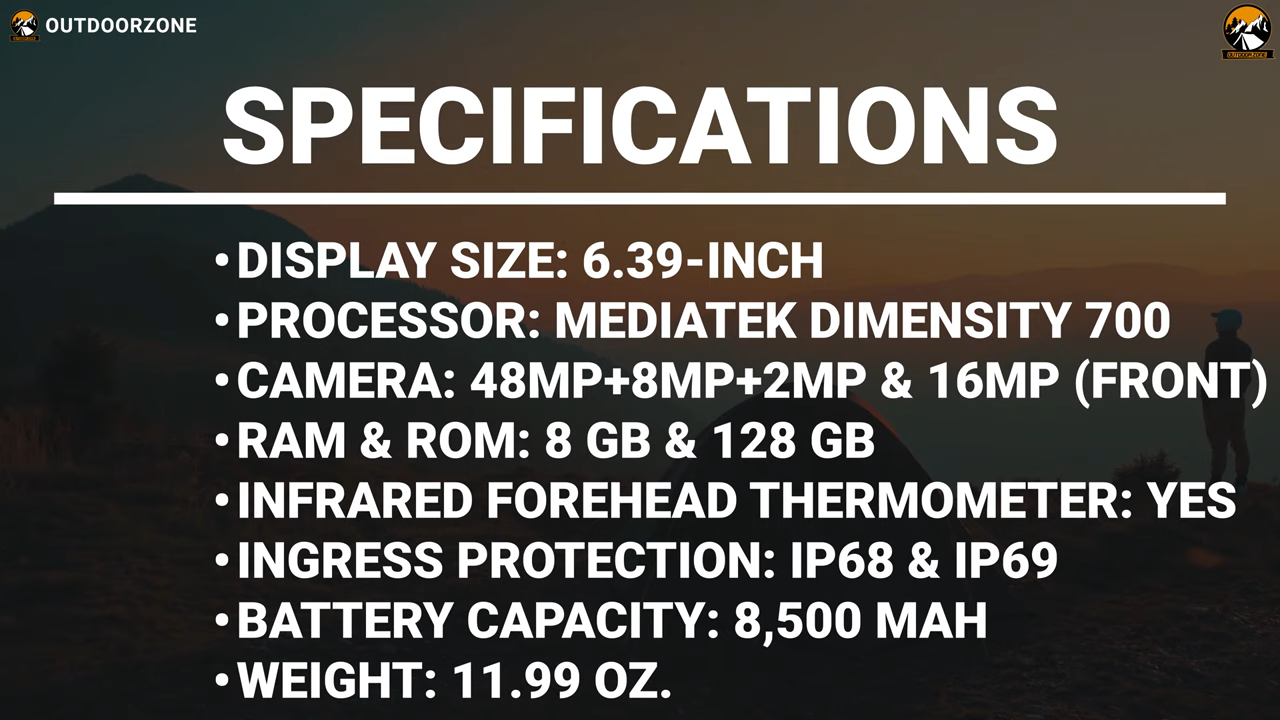 OUTDOORZONE
OUTDOORZONE
SPECIFICATIONS
• DISPLAY SIZE: 6.39-INCH
• PROCESSOR: MEDIATEK DIMENSITY 700
• CAMERA: 48MP+8MP+2MP & 16MP (FRONT)
• RAM & ROM: 8 GB & 128 GB
• INFRARED FOREHEAD THERMOMETER: YES
• INGRESS PROTECTION: IP68 & IP69
• BATTERY CAPACITY: 8,500 MAH
• WEIGHT: 11.99 OZ.